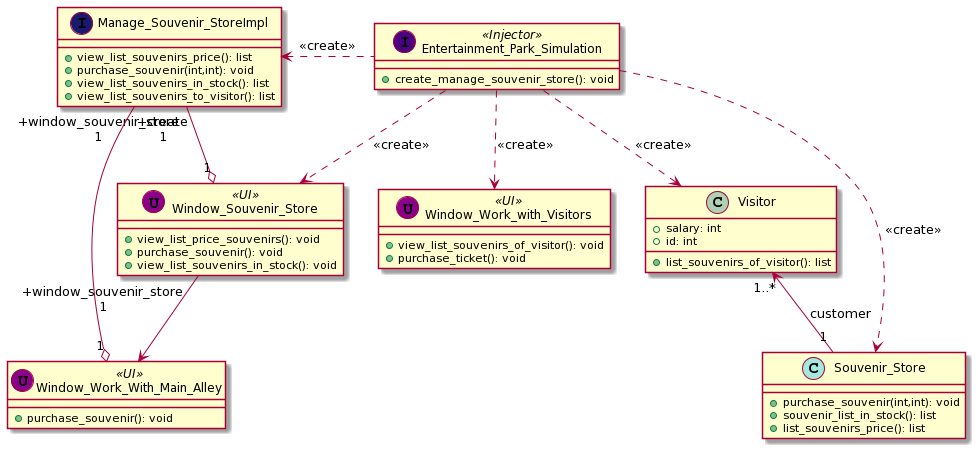 I Manage_Souvenir_StoreImpl
view_list_souvenirs_price(): list
purchase_souvenir(int,int): void
view_list_souvenirs_in_stock(): list
view_list_souvenirs_to_visitor(): list
«create»
I «Injector»
Entertainment_Park_Simulation
create_manage_souvenir_store(): void
+window_souvenir_store
1
+create
1
«create»
«create»
«create»
«create»
1
U «UI»
Window_Souvenir_Store
view_list_price_souvenirs(): void
purchase_souvenir(): void
view_list_souvenirs_in_stock(): void
U «UI»
Window_Work_with_Visitors
view_list_souvenirs_of_visitor(): void
purchase_ticket(): void
C Visitor
salary: int
id: int
list_souvenirs_of_visitor(): list
+window_souvenir_store
1
1..*
customer
1
1
U «UI»
Window_Work_With_Main_Alley
purchase_souvenir(): void
C Souvenir_Store
purchase_souvenir(int,int): void
souvenir_list_in_stock(): list
list_souvenirs_price(): list